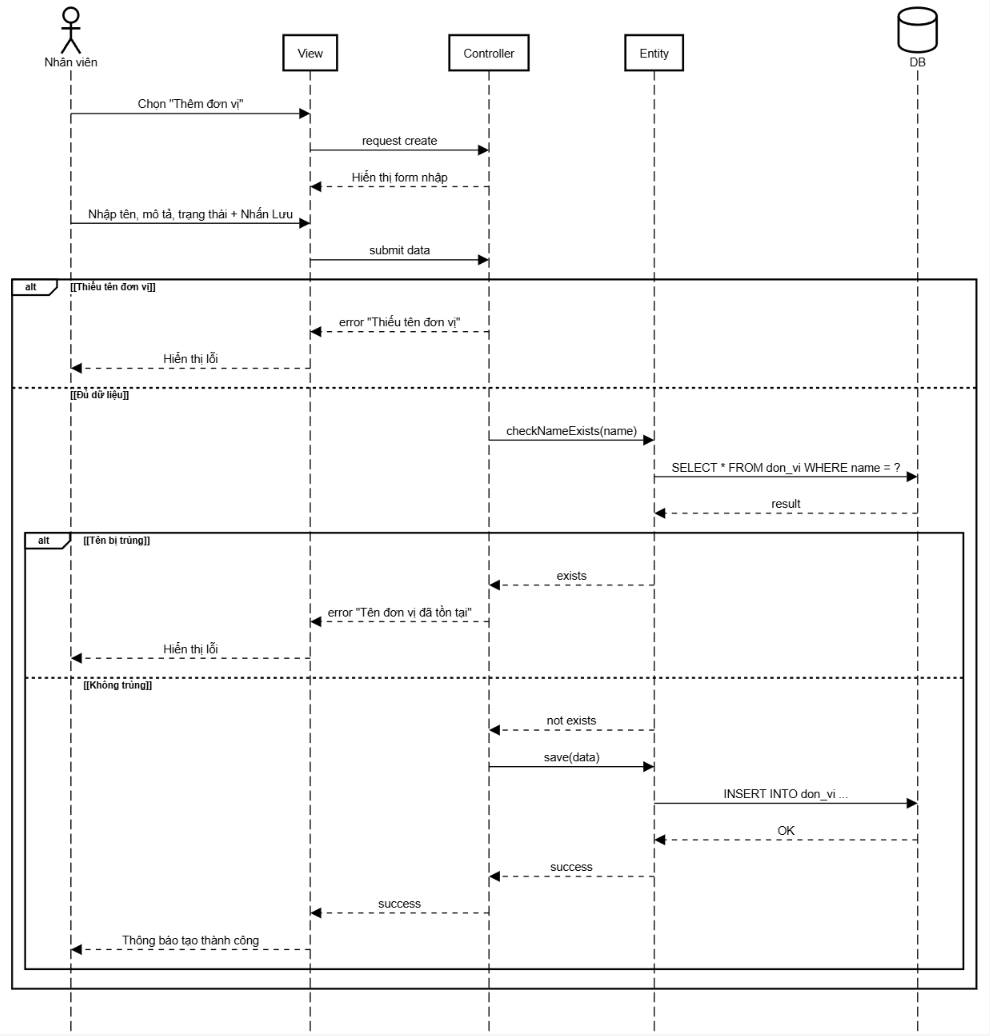 Nhân viên
View
Controller
Entity
DB
Chọn "Thêm đơn vị"
request create
Hiển thị form nhập
Nhập tên, mô tả, trạng thái + Nhấn Lưu
submit data
alt
[[Thiếu tên đơn vị]]
error "Thiếu tên đơn vị"
Hiển thị lỗi
[[Đủ dữ liệu]]
checkNameExists(name)
SELECT * FROM don_vi WHERE name = ?
result
alt
[[Tên bị trùng]]
exists
error "Tên đơn vị đã tồn tại"
Hiển thị lỗi
[[Không trùng]]
not exists
save(data)
INSERT INTO don_vi ...
OK
success
success
Thông báo tạo thành công